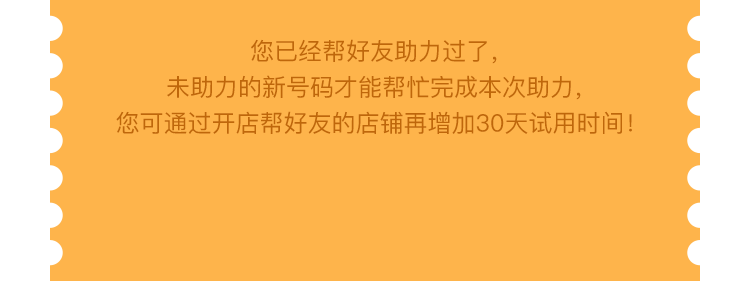 您已经帮好友助力过了，
未助力的新号码才能帮忙完成本次助力，
您可通过开店帮好友的店铺再增加30天试用时间！